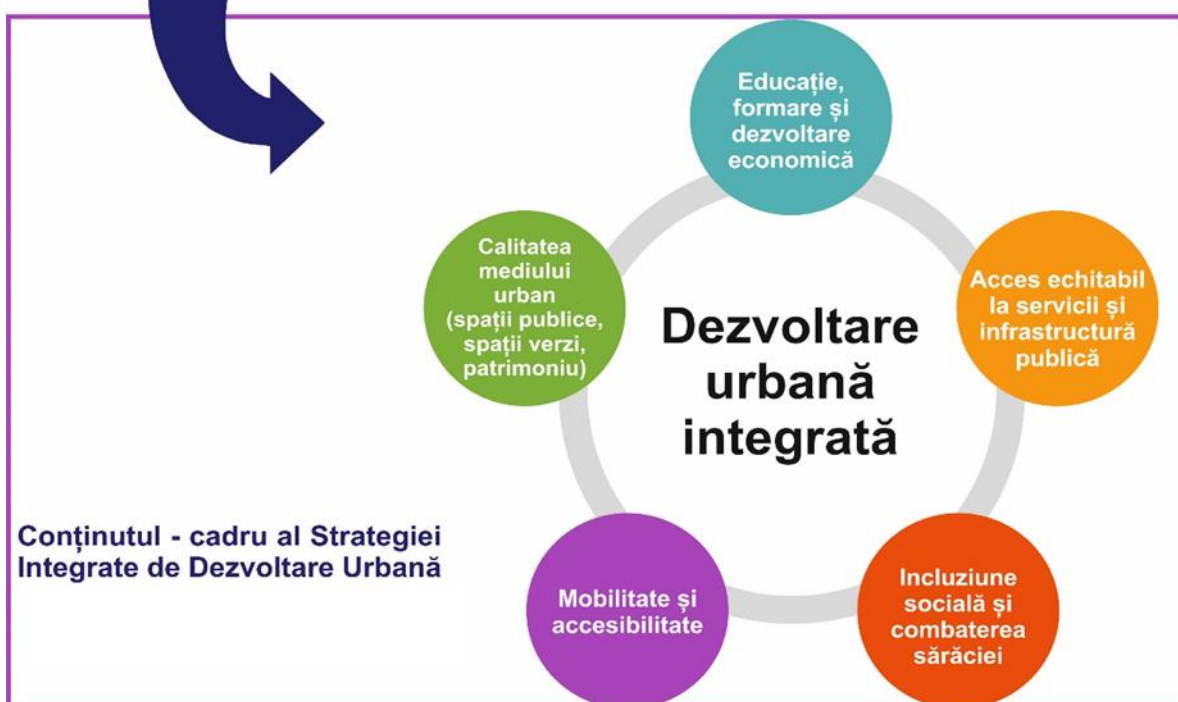 Educație,
formare și
dezvoltare
economică
Calitatea
mediului
urban
(spații publice,
spații verzi,
patrimoniu)
Acces echitabil
la servicii și
infrastructură
publică
Dezvoltare
urbană
integrată
Conținutul - cadru al Strategiei
Integrate de Dezvoltare Urbană
Mobilitate și
accesibilitate
Incluziune
socială și
combaterea
sărăciei